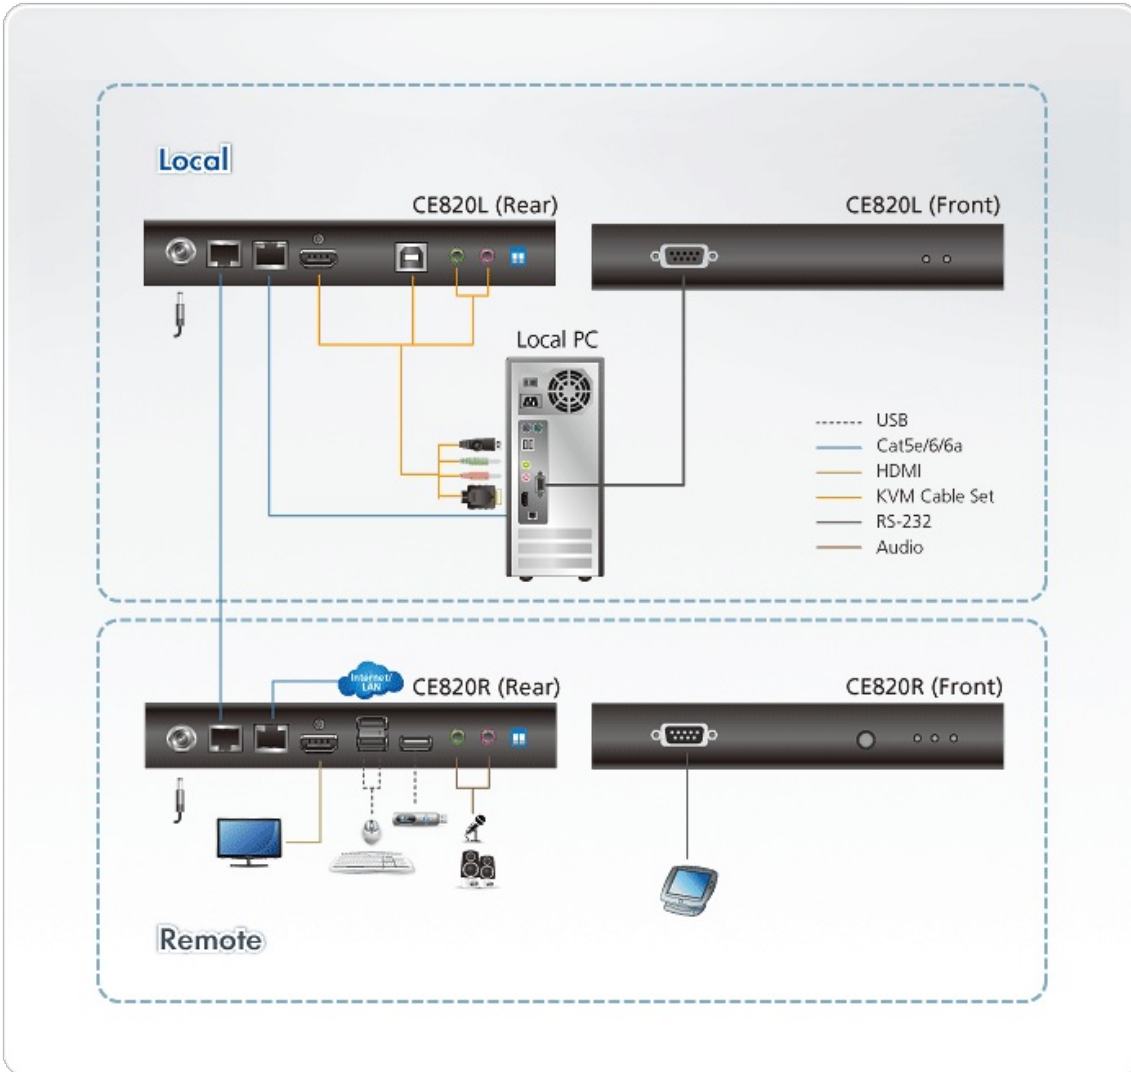 Local
CE820L (Rear)
CE820L (Front)
Local PC
USB
Cat5e/6/6a
HDMI
KVM Cable Set
RS-232
Audio
Internet/
LAN
CE820R (Rear)
CE820R (Front)
Remote